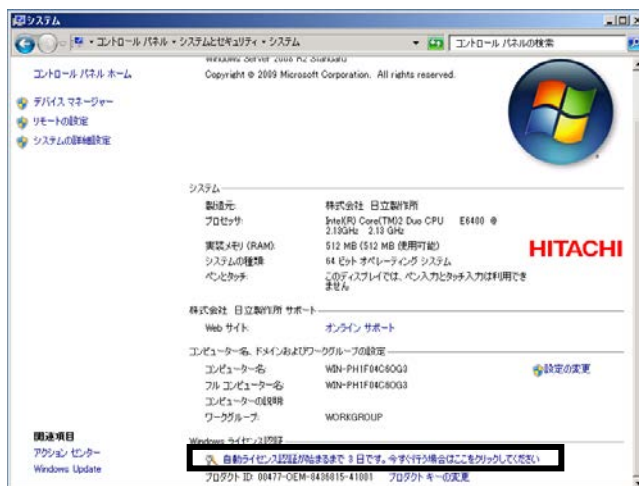 システム
コントロール パネル ・ システムとセキュリティ ・ システム
コントロール パネルの検索
コントロール パネル ホーム
デバイス マネージャー
リモートの設定
システムの詳細設定
Windows Server 2008 R2 Standard
Copyright © 2009 Microsoft Corporation. All rights reserved.
システム
製造元: 株式会社 日立製作所
プロセッサ: Intel(R) Core(TM)2 Duo CPU E6400 @
2.13GHz 2.13 GHz
実装メモリ (RAM): 512 MB (512 MB 使用可能)
システムの種類: 64 ビット オペレーティング システム
ペンとタッチ: このディスプレイでは、ペン入力とタッチ入力は利用でき
ません
HITACHI
株式会社 日立製作所 サポート
Web サイト: オンライン サポート
コンピューター名、ドメインおよびワークグループの設定
コンピューター名: WIN-PH1F04C60G3
設定の変更
フル コンピューター名: WIN-PH1F04C60G3
コンピューターの説明:
ワークグループ: WORKGROUP
Windows ライセンス認証
自動ライセンス認証が始まるまで 3 日です。今すぐ行う場合はここをクリックしてください
プロダクト ID: 00477-OEM-8436815-41001 プロダクト キーの変更
関連項目
アクション センター
Windows Update